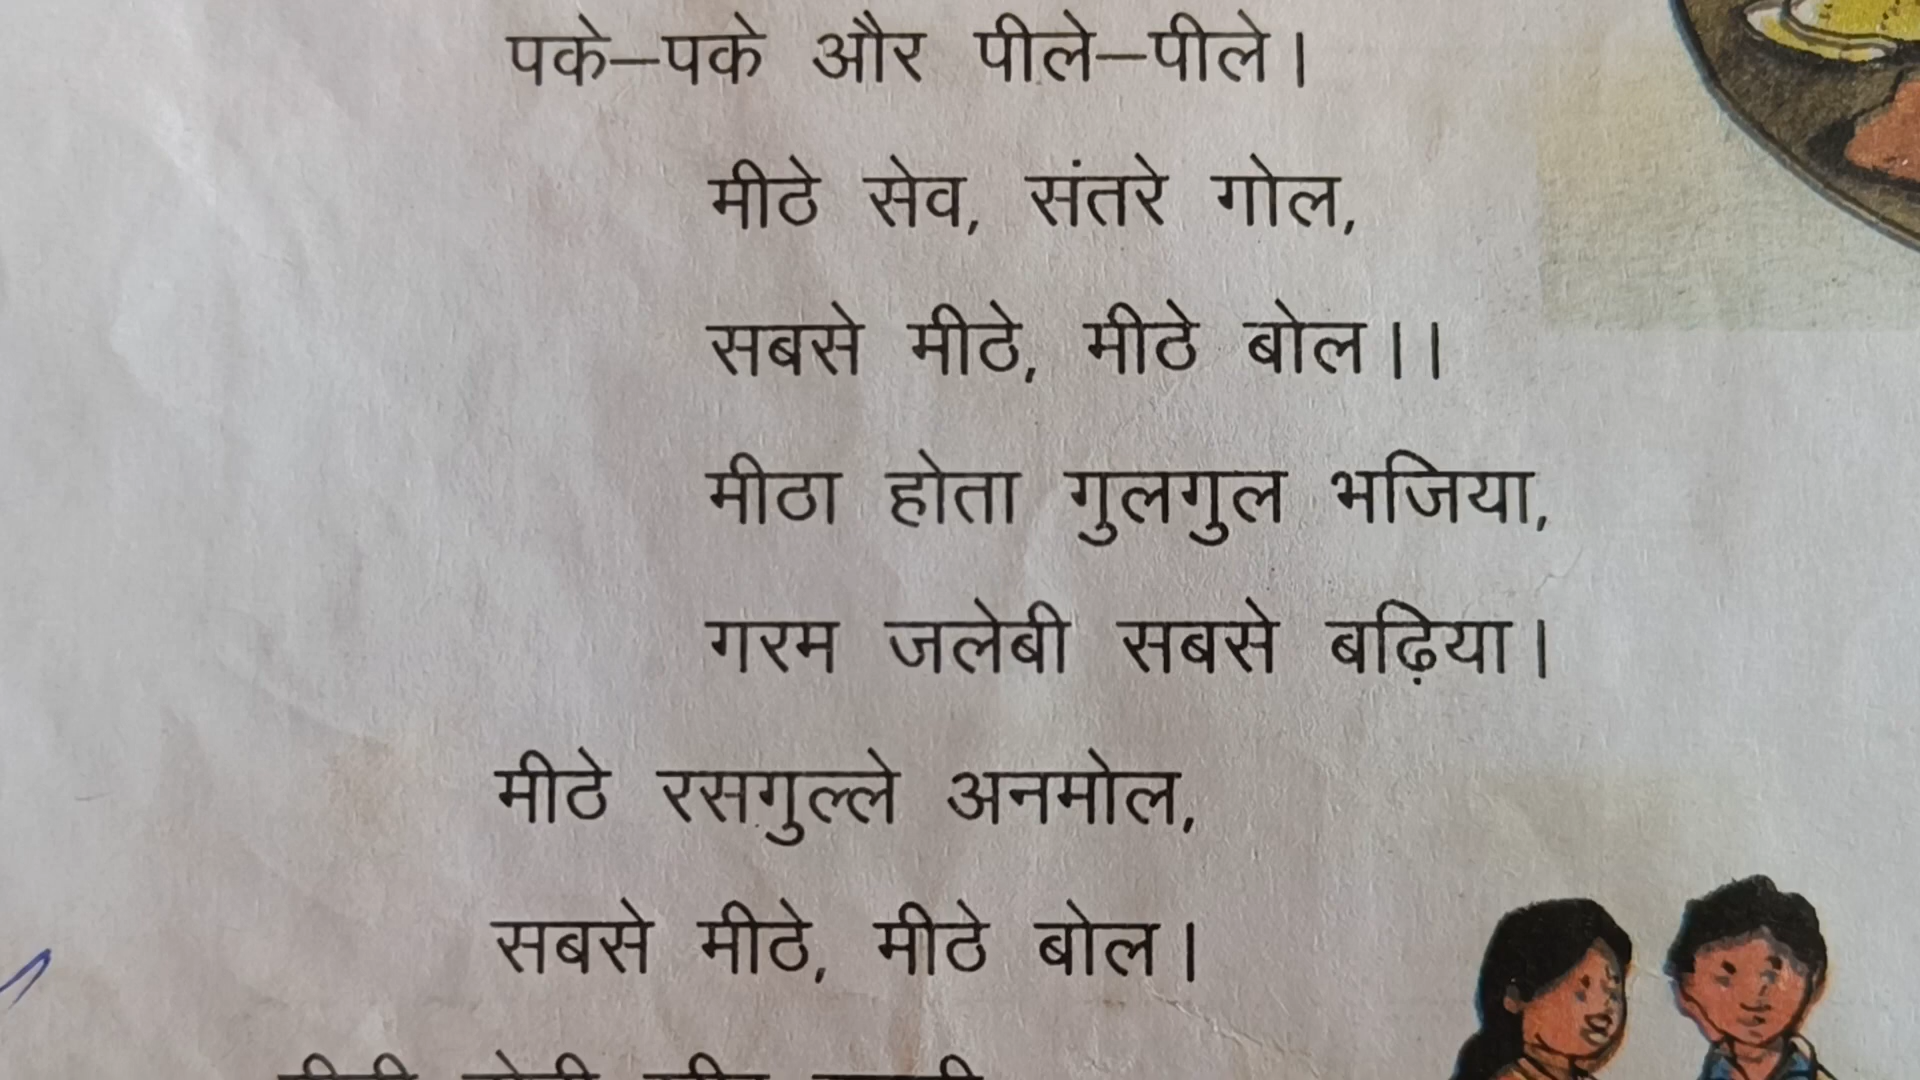 पके–पके और पीले–पीले।
मीठे सेव, संतरे गोल,
सबसे मीठे, मीठे बोल।।
मीठा होता गुलगुल भजिया,
गरम जलेबी सबसे बढ़िया।
मीठे रसगुल्ले अनमोल,
सबसे मीठे, मीठे बोल।